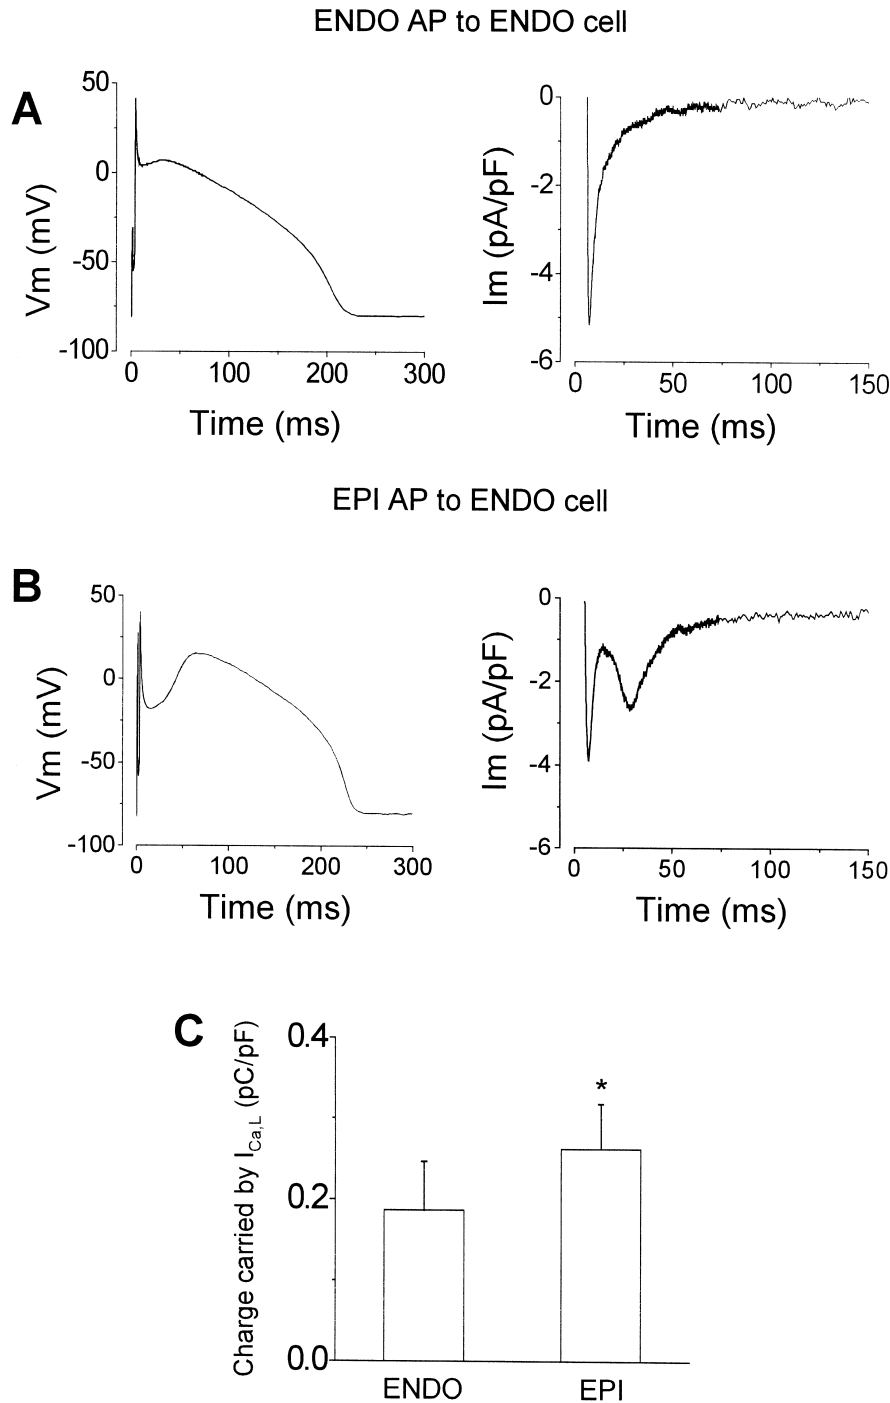 ENDO AP to ENDO cell
A
50
0
-50
-100
Vm (mV)
0 100 200 300
Time (ms)
0
-2
-4
-6
Im (pA/pF)
0 50 100 150
Time (ms)
EPI AP to ENDO cell
B
50
0
-50
-100
Vm (mV)
0 100 200 300
Time (ms)
0
-2
-4
-6
Im (pA/pF)
0 50 100 150
Time (ms)
C
0.4
0.2
0.0
Charge carried by ICa,L (pC/pF)
*
ENDO EPI